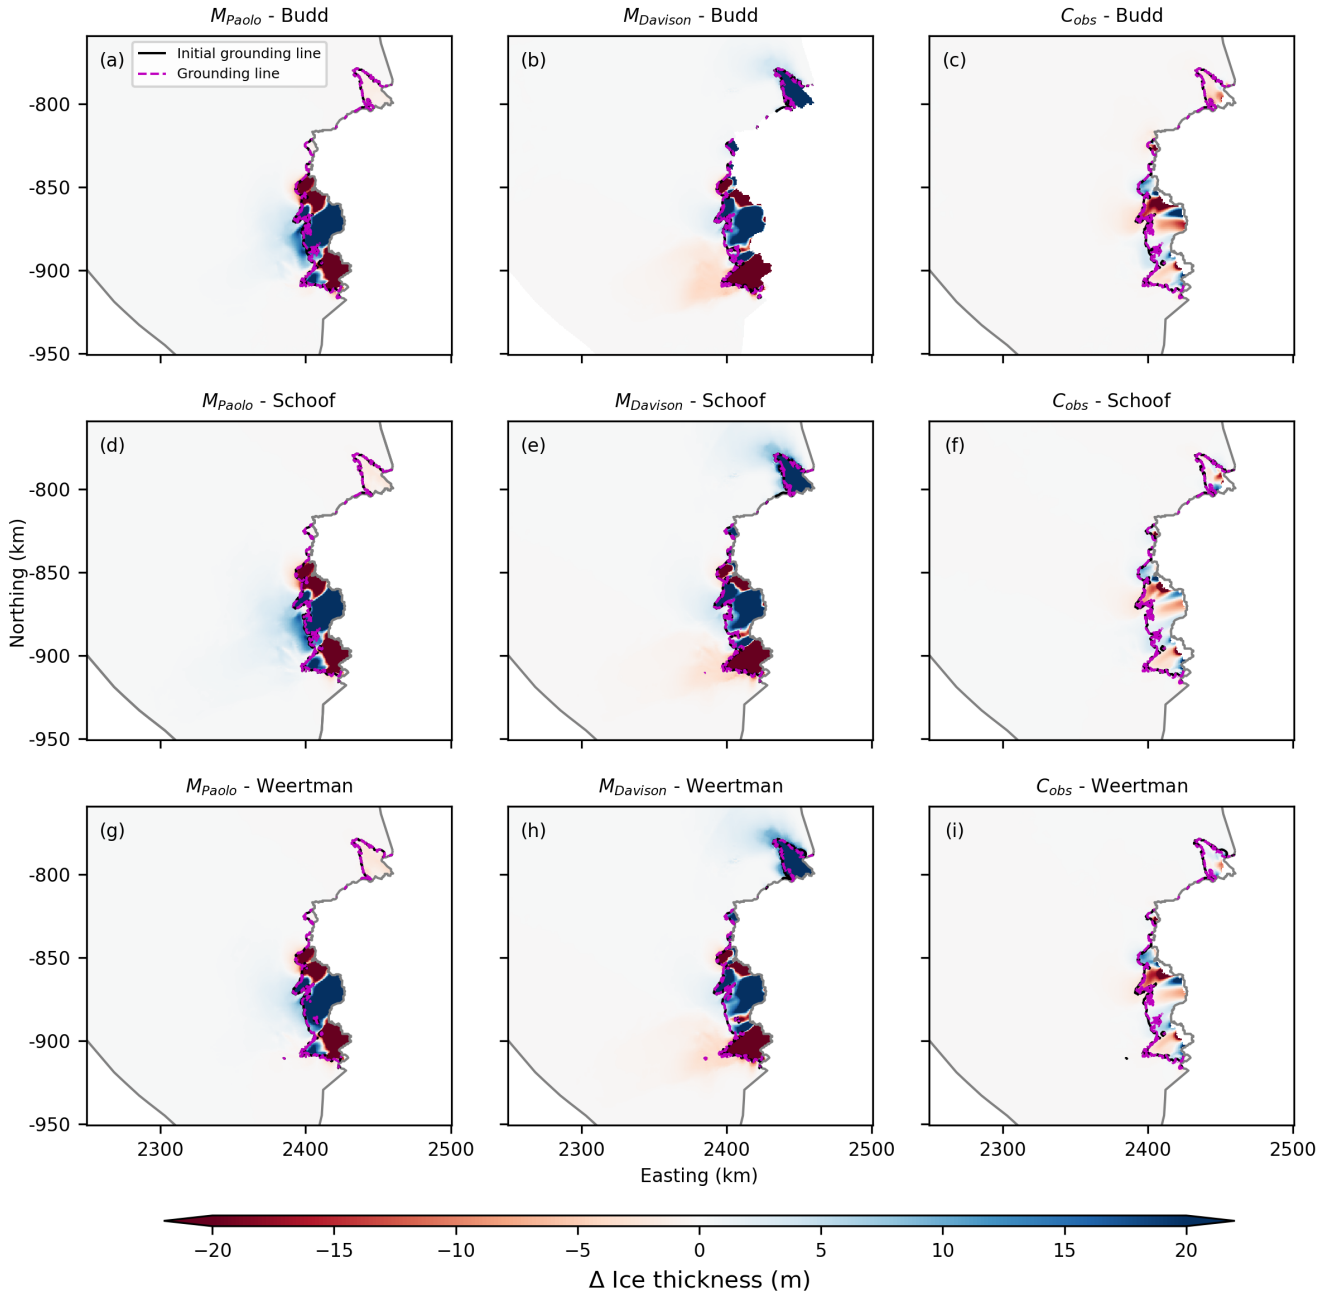 M_Paolo - Budd
M_Davison - Budd
C_obs - Budd
(a)
Initial grounding line
Grounding line
(b)
(c)
-800
-850
-900
-950
M_Paolo - Schoof
M_Davison - Schoof
C_obs - Schoof
(d)
(e)
(f)
-800
-850
-900
-950
Northing (km)
M_Paolo - Weertman
M_Davison - Weertman
C_obs - Weertman
(g)
(h)
(i)
-800
-850
-900
-950
2300 2400 2500
2300 2400 2500
2300 2400 2500
Easting (km)
−20 −15 −10 −5 0 5 10 15 20
Δ Ice thickness (m)